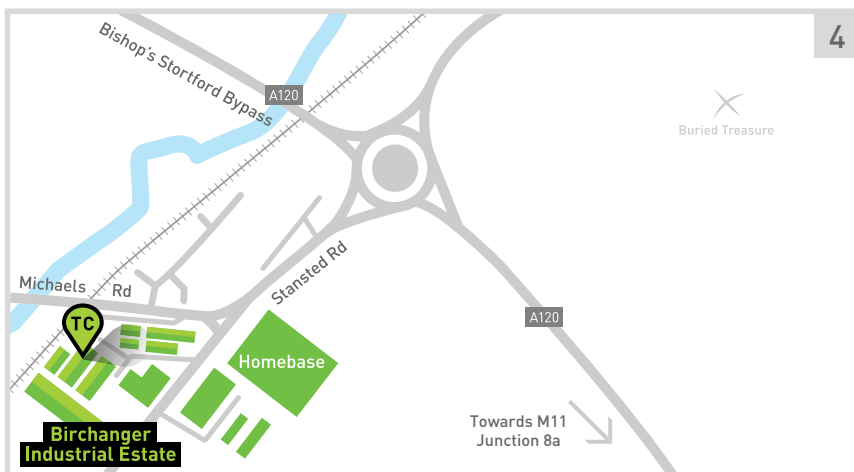 4
Bishop's Stortford Bypass
A120
Buried Treasure
Michaels Rd
Stansted Rd
TC
A120
Homebase
Towards M11
Junction 8a
Birchanger
Industrial Estate